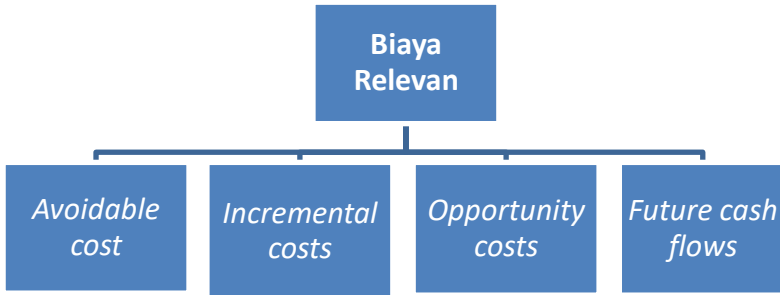 Biaya
Relevan
Avoidable
cost
Incremental
costs
Opportunity
costs
Future cash
flows